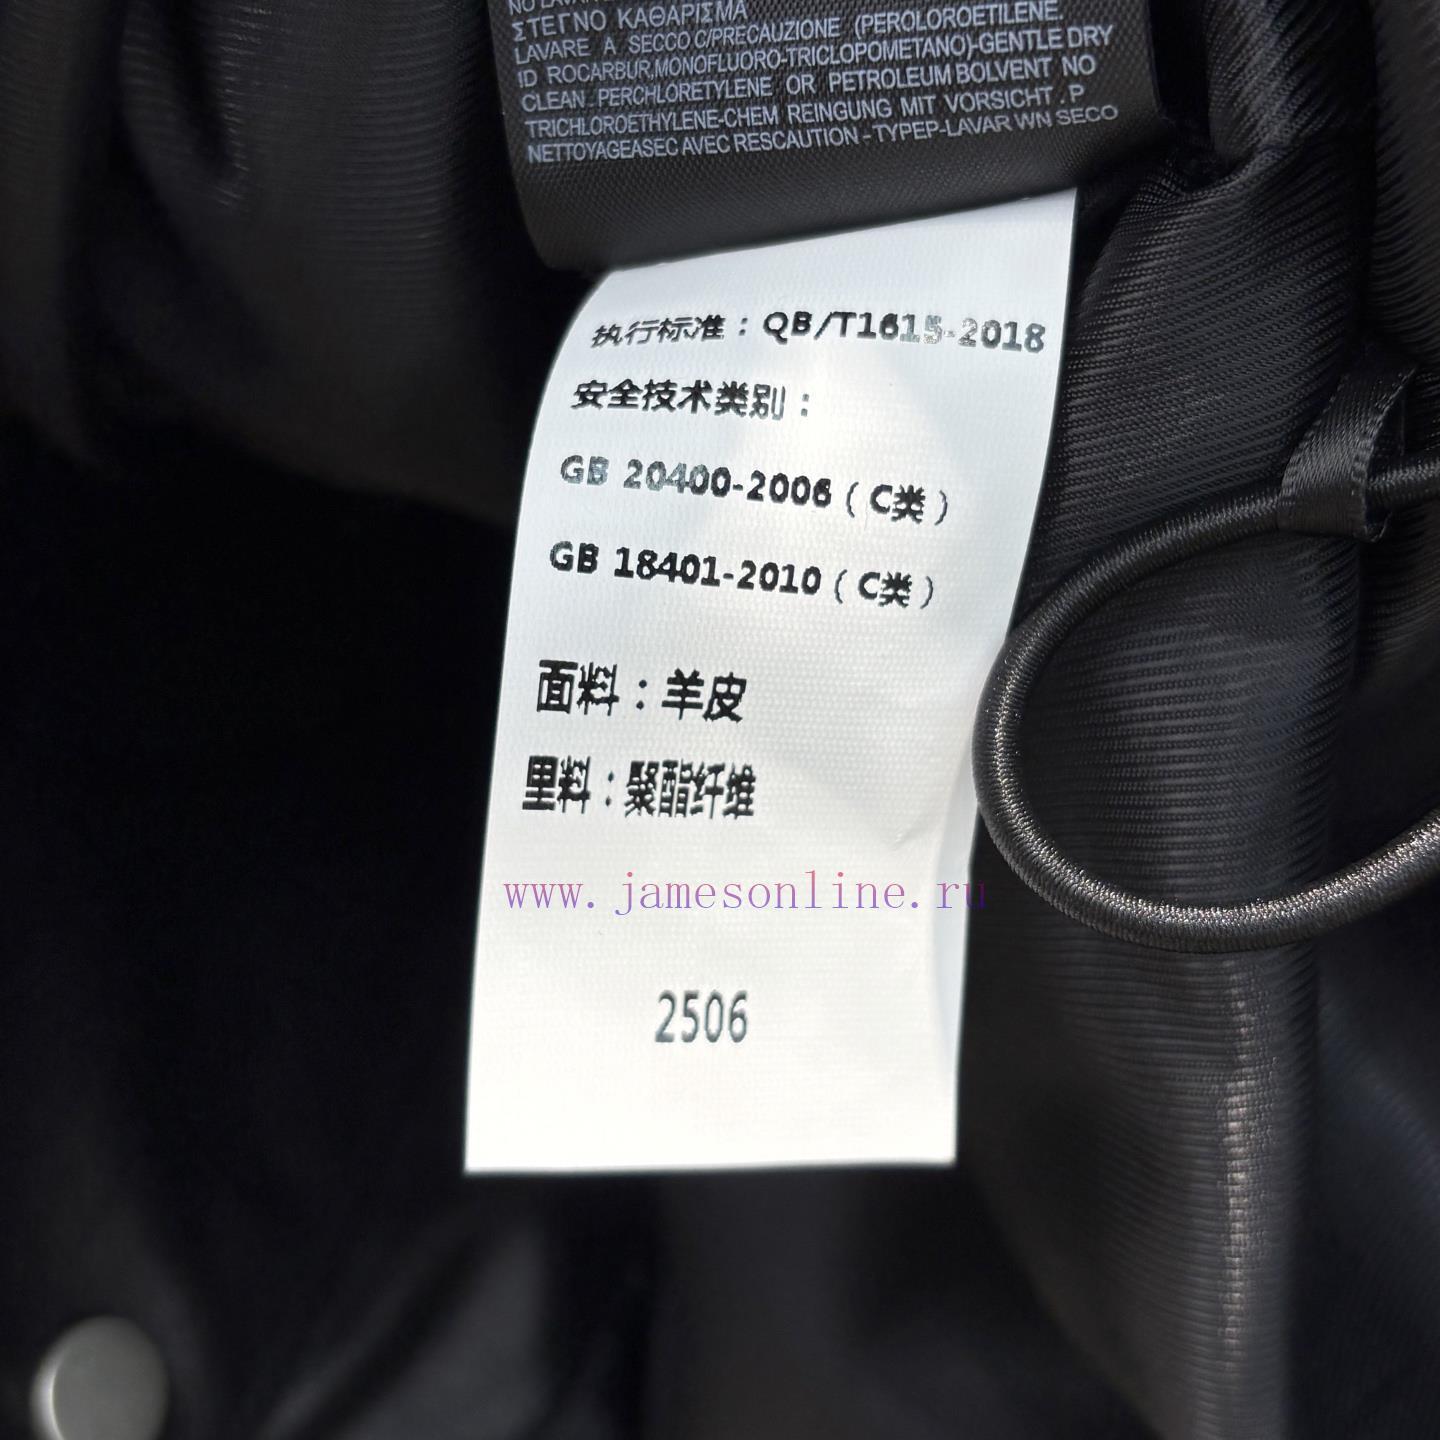 ΣΤΕΓΝΟ ΚΑΘΑΡΙΣΜΑ
LAVARE A SECCO C/PRECAUZIONE (PEROLOROETILENE
ID ROCARBUR,MONOFLUORO-TRICLOPOMETANO)-GENTLE DRY
CLEAN . PERCHLORETYLENE OR PETROLEUM BOLVENT NO
TRICHLOROETHYLENE-CHEM REINGUNG MIT VORSICHT . P
NETTOYAGEASEC AVEC RESCAUTION - TYPEP-LAVAR WN SECO
执行标准：QB/T1615-2018
安全技术类别：
GB 20400-2006（C类）
GB 18401-2010（C类）
面料：羊皮
里料：聚酯纤维
www.jamesonline.ru
2506